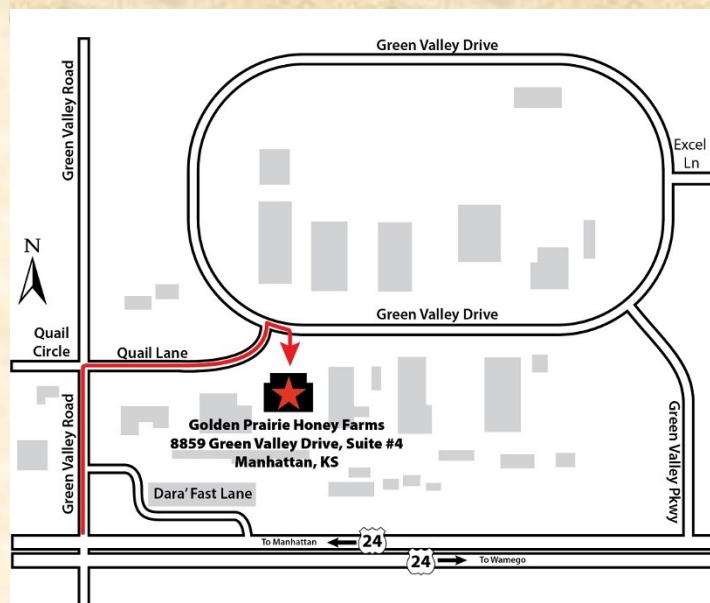 Green Valley Drive
Green Valley Road
Excel
Ln
N
Green Valley Drive
Quail
Circle
Quail Lane
Golden Prairie Honey Farms
8859 Green Valley Drive, Suite #4
Manhattan, KS
Green Valley Road
Green Valley Pkwy
Dara' Fast Lane
To Manhattan
24
24
To Wamego